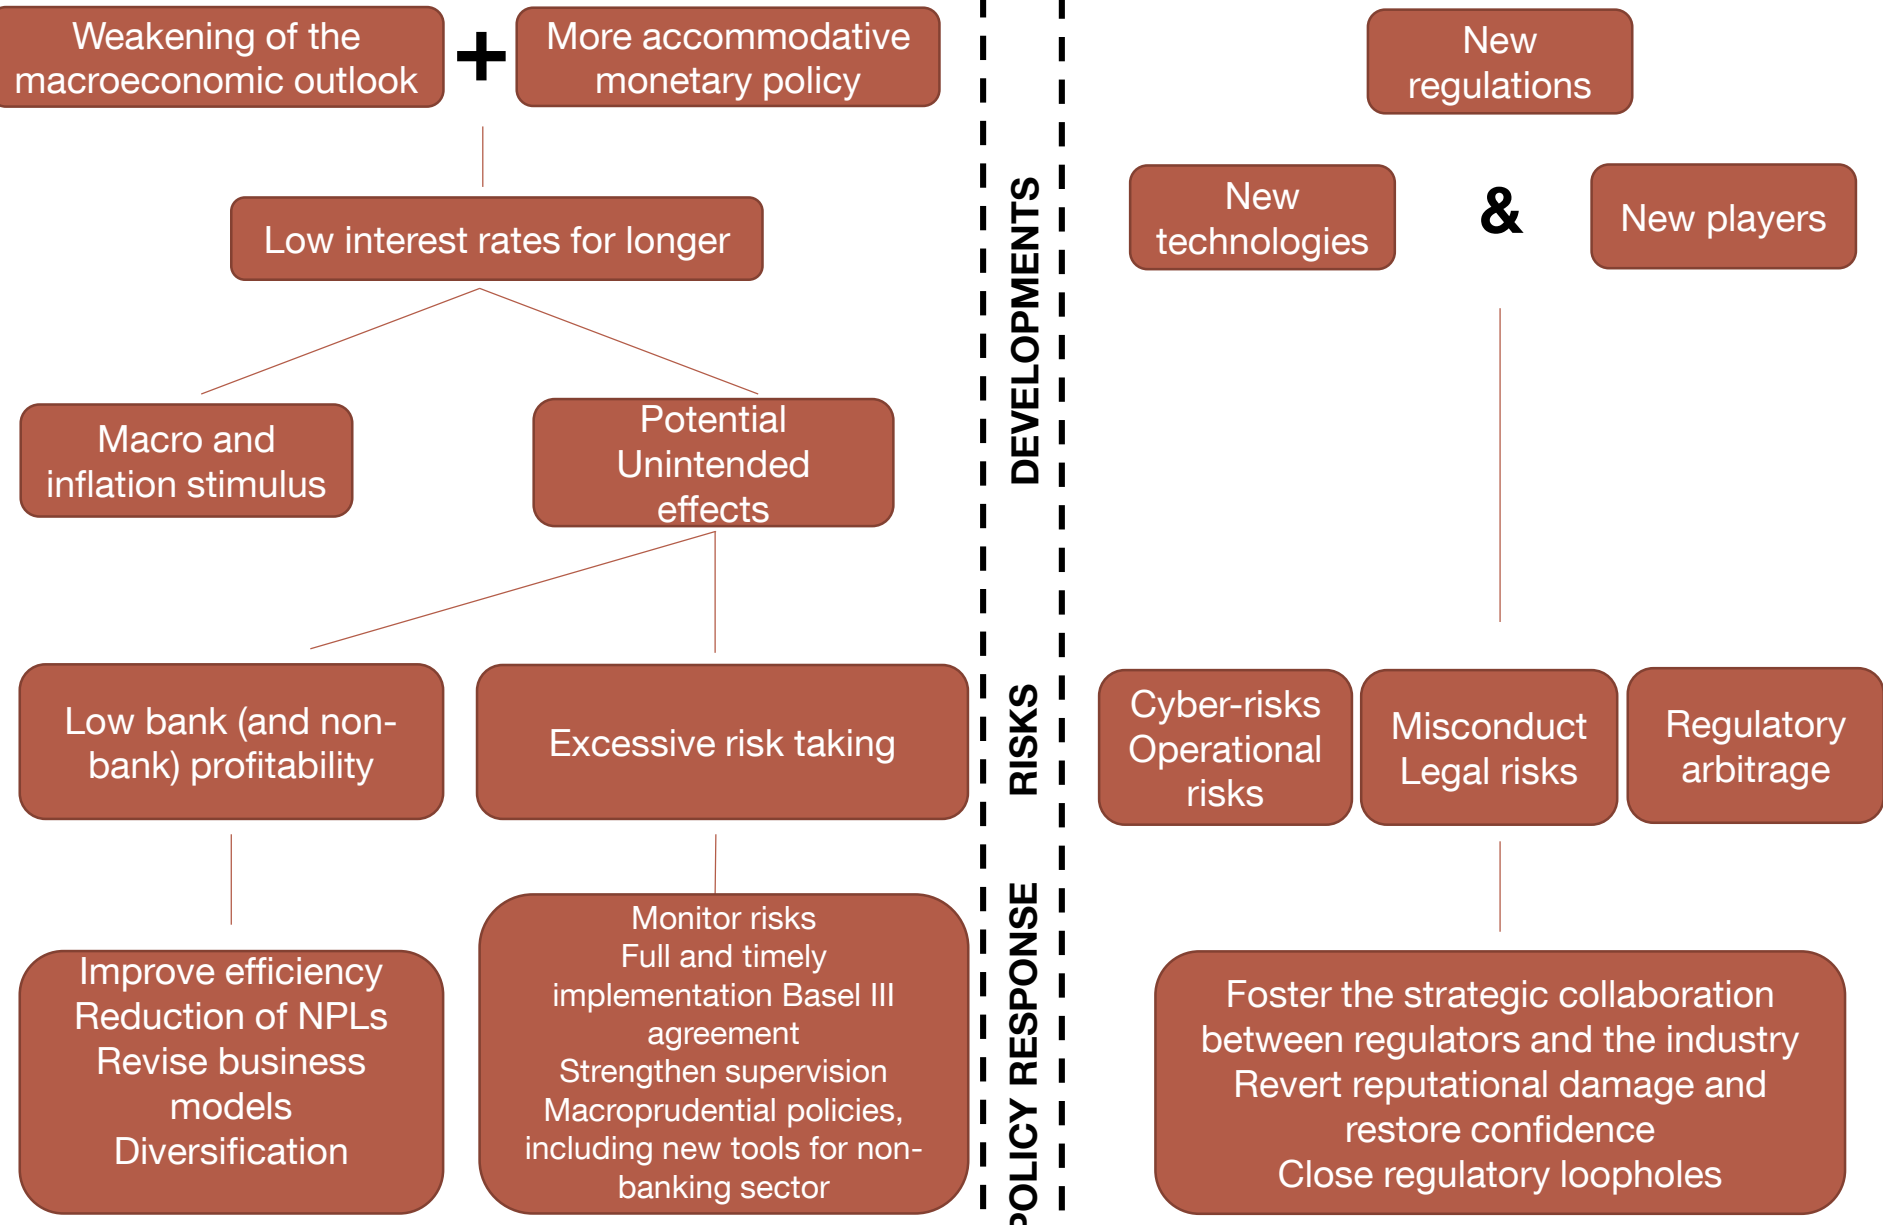 Weakening of the
macroeconomic outlook
+
More accommodative
monetary policy
Low interest rates for longer
Macro and
inflation stimulus
Potential
Unintended
effects
Low bank (and non-
bank) profitability
Excessive risk taking
Improve efficiency
Reduction of NPLs
Revise business
models
Diversification
Monitor risks
Full and timely
implementation Basel III
agreement
Strengthen supervision
Macroprudential policies,
including new tools for non-
banking sector
DEVELOPMENTS
RISKS
POLICY RESPONSE
New
regulations
New
technologies
&
New players
Cyber-risks
Operational
risks
Misconduct
Legal risks
Regulatory
arbitrage
Foster the strategic collaboration
between regulators and the industry
Revert reputational damage and
restore confidence
Close regulatory loopholes